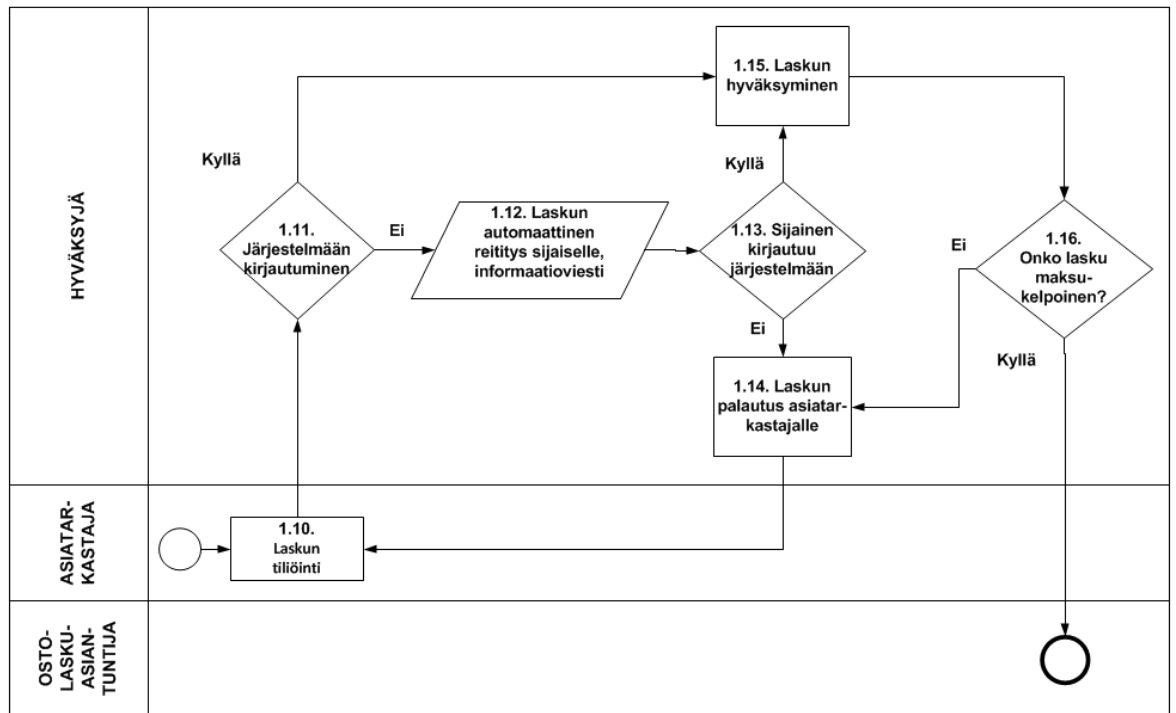 HYVÄKSYJÄ
1.15. Laskun
hyväksyminen
Kyllä
Kyllä
1.11.
Järjestelmään
kirjautuminen
Ei
1.12. Laskun
automaattinen
reititys sijaiselle,
informaatioviesti
1.13. Sijainen
kirjautuu
järjestelmään
Ei
1.16.
Onko lasku
maksu-
kelpoinen?
Ei
Kyllä
1.14. Laskun
palautus asiatar-
kastajalle
ASIATAR-
KASTAJA
1.10.
Laskun
tiliöinti
OSTO-
LASKU-
ASIAN-
TUNTIJA